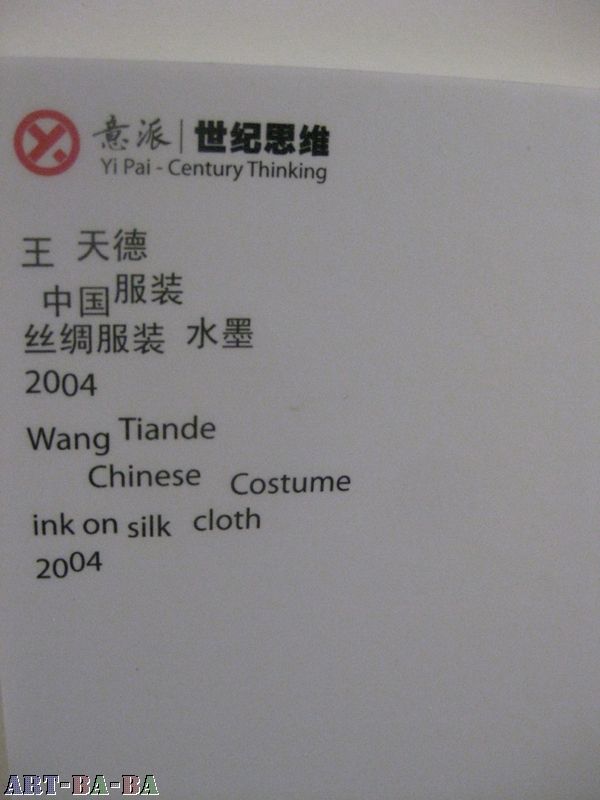 意派 | 世纪思维
Yi Pai - Century Thinking
王 天德
中国服装
丝绸服装 水墨
2004
Wang Tiande
Chinese Costume
ink on silk cloth
2004
ART-BA-BA